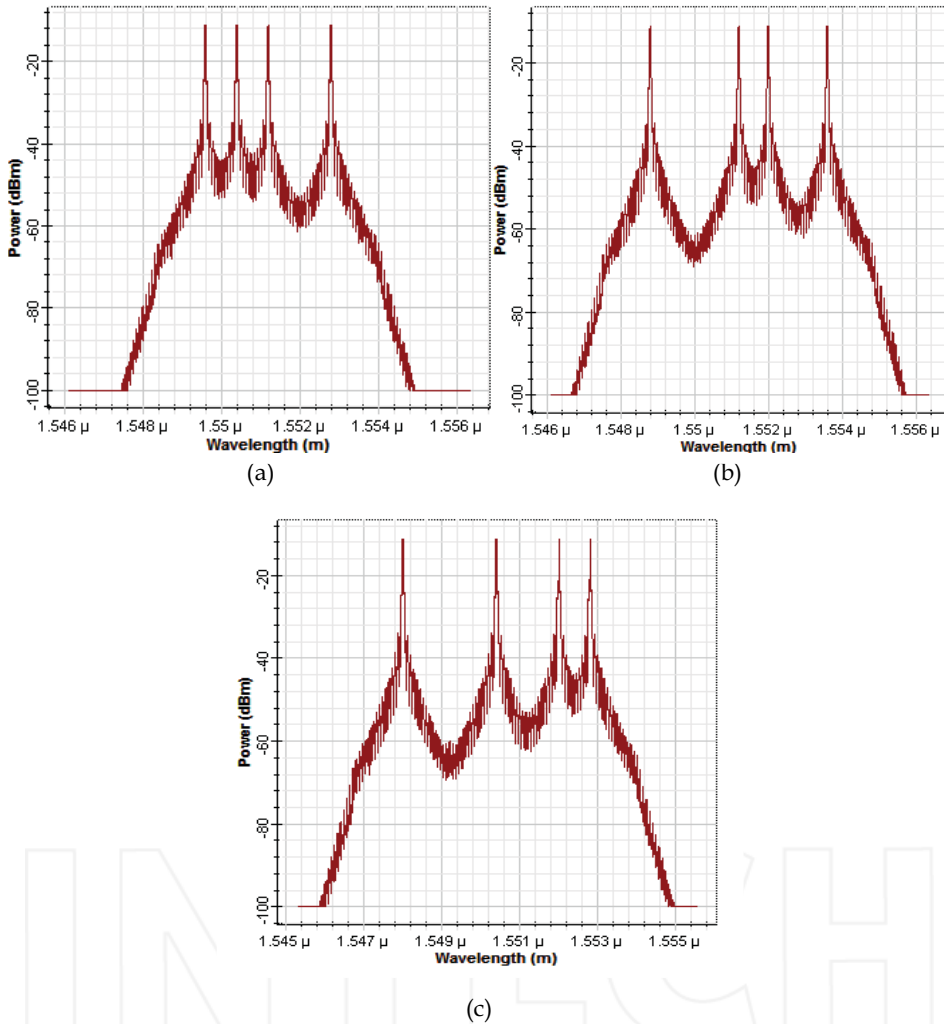 -20
-40
-60
-80
-100
Power (dBm)
1.546 µ 1.548 µ 1.55 µ 1.552 µ 1.554 µ 1.556 µ
Wavelength (m)
(a)
-20
-40
-60
-80
-100
Power (dBm)
1.546 µ 1.548 µ 1.55 µ 1.552 µ 1.554 µ 1.556 µ
Wavelength (m)
(b)
-20
-40
-60
-80
-100
Power (dBm)
1.545 µ 1.547 µ 1.549 µ 1.551 µ 1.553 µ 1.555 µ
Wavelength (m)
(c)
INTECH